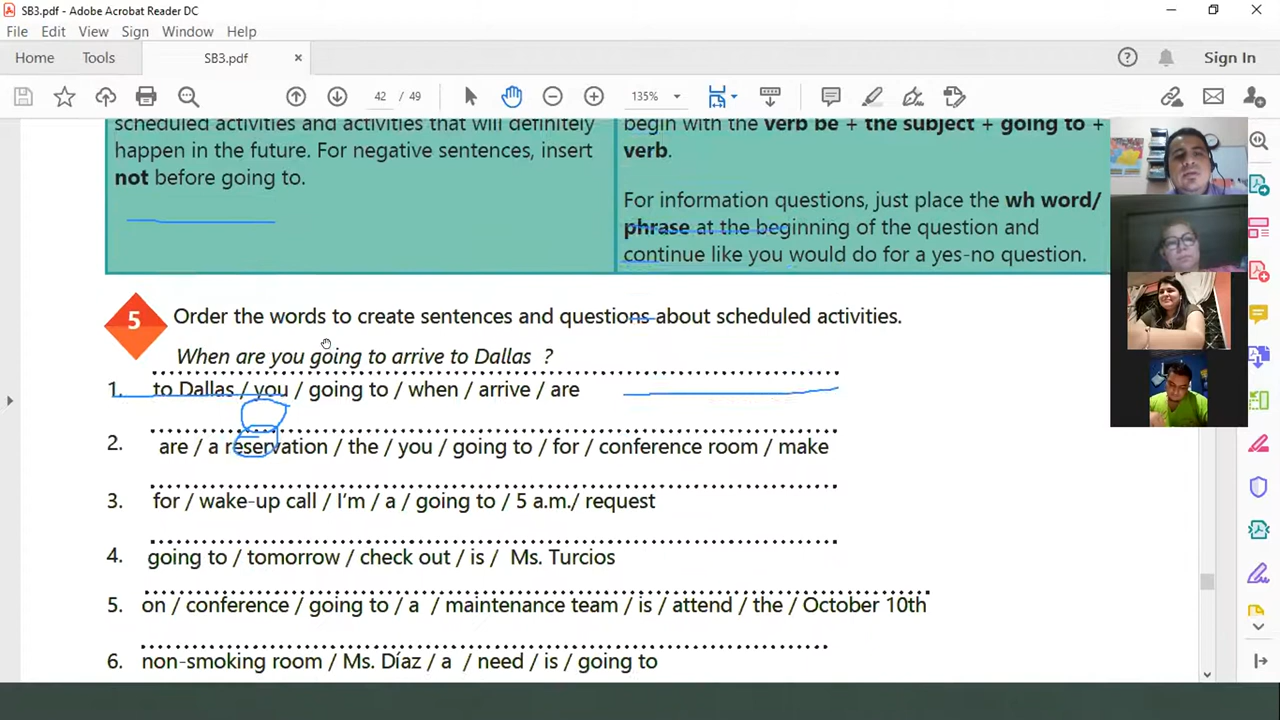 SB3.pdf - Adobe Acrobat Reader DC
File Edit View Sign Window Help
Home Tools SB3.pdf × Sign In
42 / 49 135%
scheduled activities and activities that will definitely
happen in the future. For negative sentences, insert
not before going to.
begin with the verb be + the subject + going to +
verb.
For information questions, just place the wh word/
phrase at the beginning of the question and
continue like you would do for a yes-no question.
5 Order the words to create sentences and questions about scheduled activities.
When are you going to arrive to Dallas ?
1. to Dallas / you / going to / when / arrive / are
2. are / a reservation / the / you / going to / for / conference room / make
3. for / wake-up call / I'm / a / going to / 5 a.m./ request
4. going to / tomorrow / check out / is / Ms. Turcios
5. on / conference / going to / a / maintenance team / is / attend / the / October 10th
6. non-smoking room / Ms. Díaz / a / need / is / going to